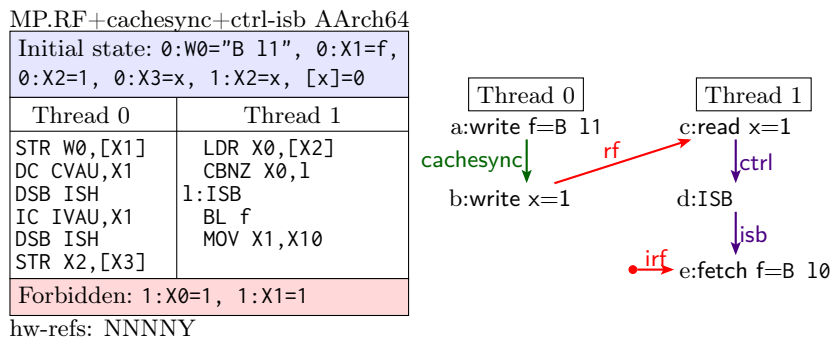 MP.RF+cachesync+ctrl-isb AArch64
Initial state: 0:W0="B l1", 0:X1=f,
0:X2=1, 0:X3=x, 1:X2=x, [x]=0
Thread 0
STR W0,[X1]
DC CVAU,X1
DSB ISH
IC IVAU,X1
DSB ISH
STR X2,[X3]
Thread 1
LDR X0,[X2]
CBNZ X0,l
l:ISB
BL f
MOV X1,X10
Forbidden: 1:X0=1, 1:X1=1
hw-refs: NNNNY
Thread 0
a:write f=B l1
cachesync
b:write x=1
rf
Thread 1
c:read x=1
ctrl
d:ISB
isb
irf
e:fetch f=B l0